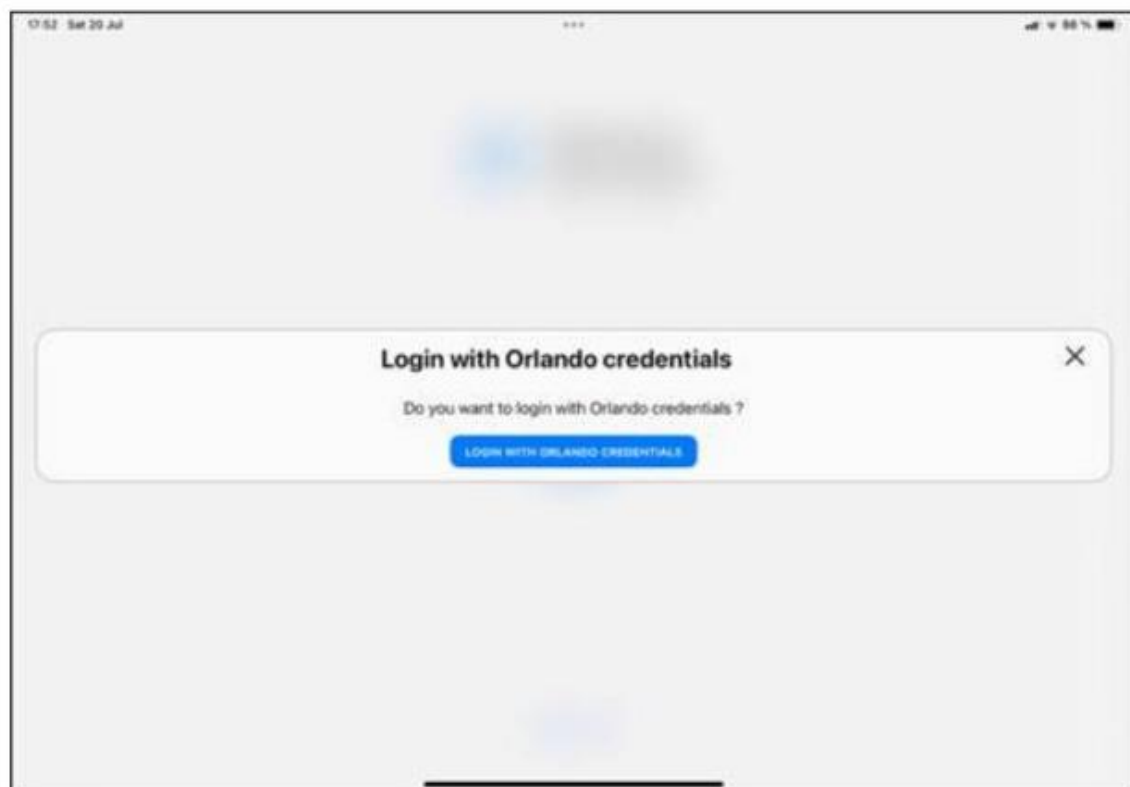 17:52 Sat 20 Jul
88 %
Login with Orlando credentials
Do you want to login with Orlando credentials ?
LOGIN WITH ORLANDO CREDENTIALS